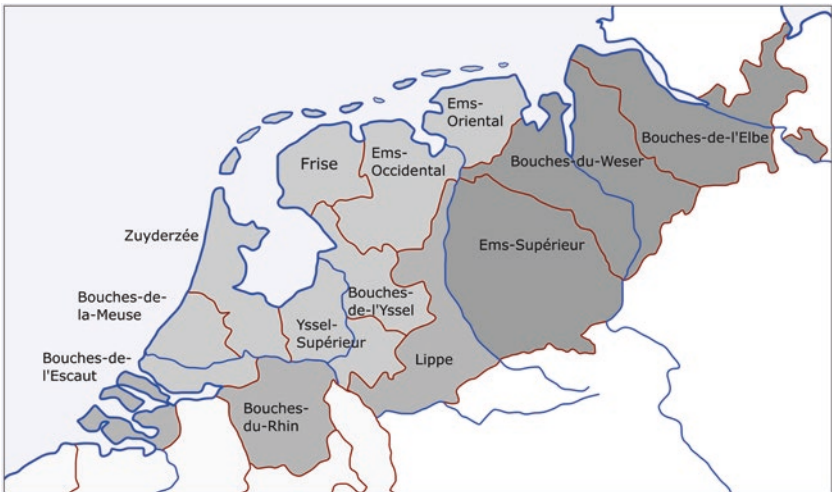 Ems-
Oriental
Bouches-de-l'Elbe
Frise
Ems-
Occidental
Bouches-du-Weser
Zuyderzée
Ems-Supérieur
Bouches-de-
la-Meuse
Bouches-
de-l'Yssel
Yssel-
Supérieur
Bouches-de-
l'Escaut
Lippe
Bouches-
du-Rhin